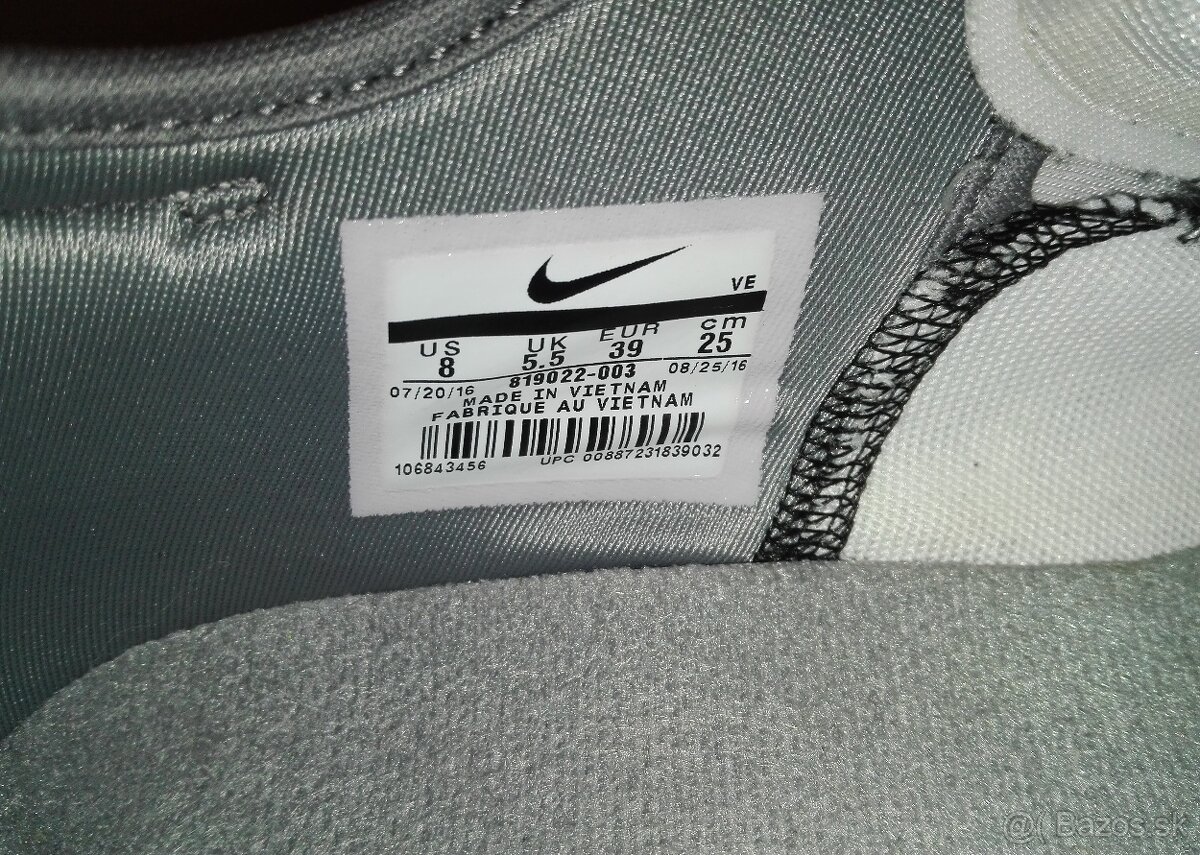 VE
US UK EUR cm
8 5.5 39 25
07/20/16 819022-003 08/25/16
MADE IN VIETNAM
FABRIQUE AU VIETNAM
106843456 UPC 00887231839032
@( Bazos.sk